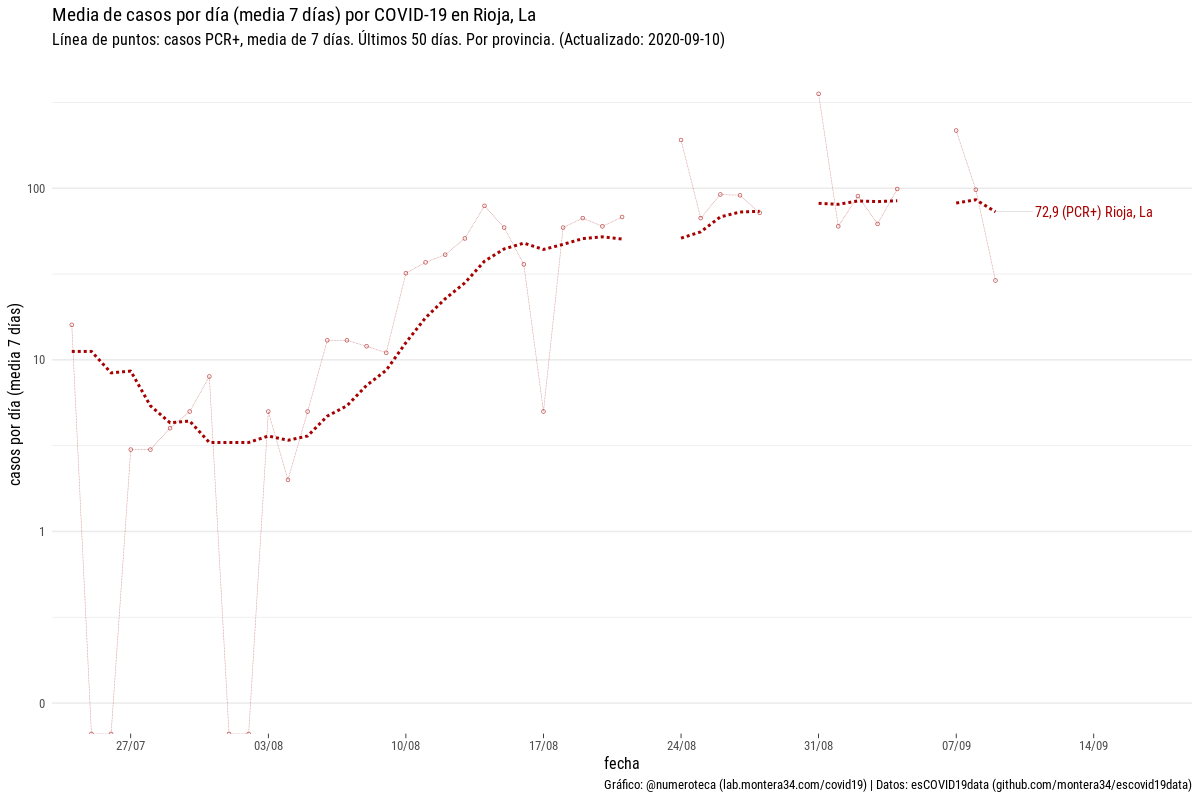 Media de casos por día (media 7 días) por COVID-19 en Rioja, La
Línea de puntos: casos PCR+, media de 7 días. Últimos 50 días. Por provincia. (Actualizado: 2020-09-10)
casos por día (media 7 días)
100
10
1
0
72,9 (PCR+) Rioja, La
27/07 03/08 10/08 17/08 24/08 31/08 07/09 14/09
fecha
Gráfico: @numeroteca (lab.montera34.com/covid19) | Datos: esCOVID19data (github.com/montera34/escovid19data)